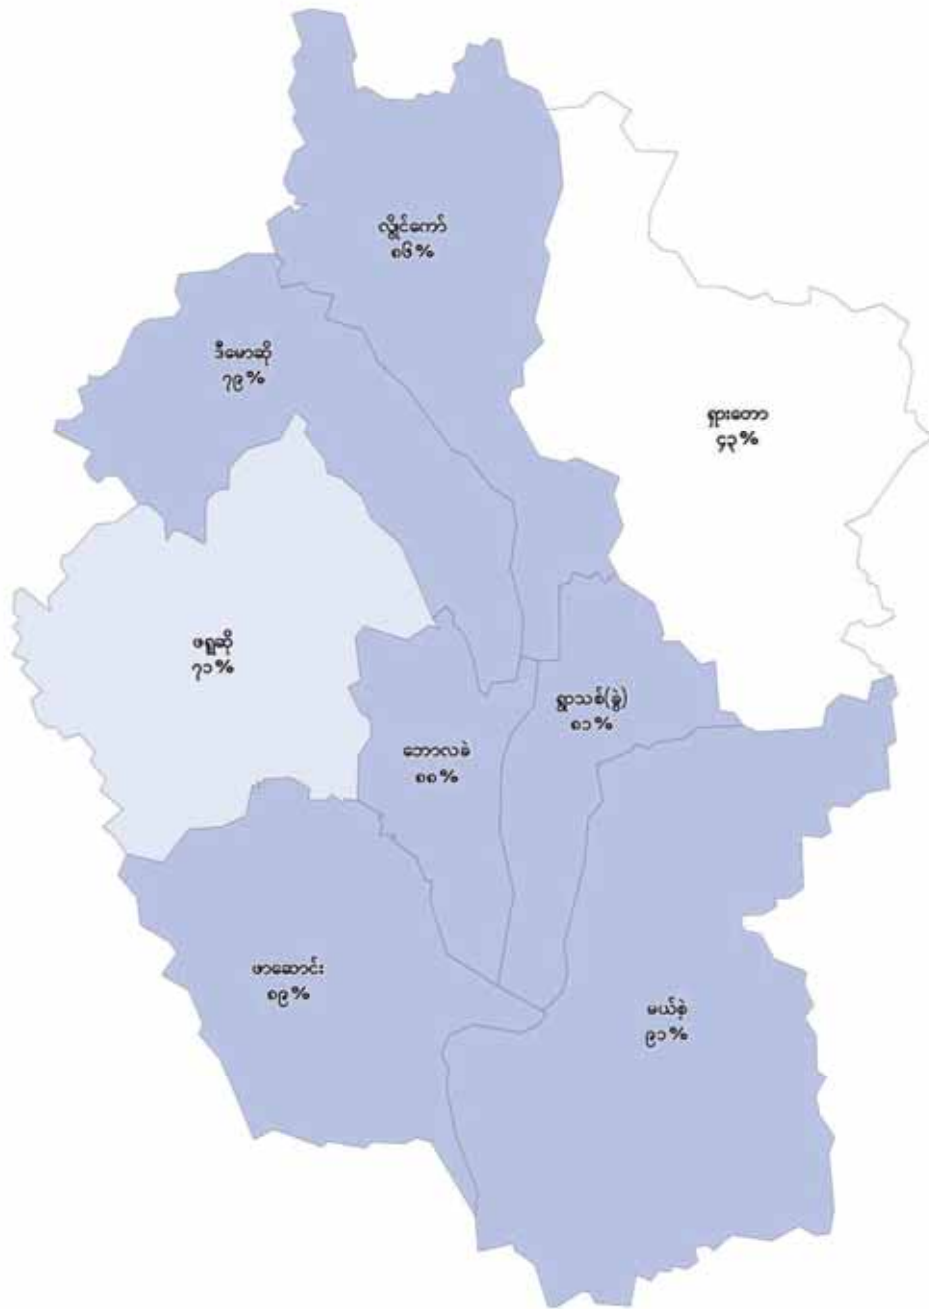 လွိုင်ကော်
၈၆%
ဒီမောဆို
၇၉%
ရှားတော
၄၃%
ဖရူဆို
၇၁%
ရွာသစ်(ခွဲ)
၈၁%
ဘောလခဲ
၈၈%
ဖာဆောင်း
၈၉%
မယ်စဲ့
၉၁%